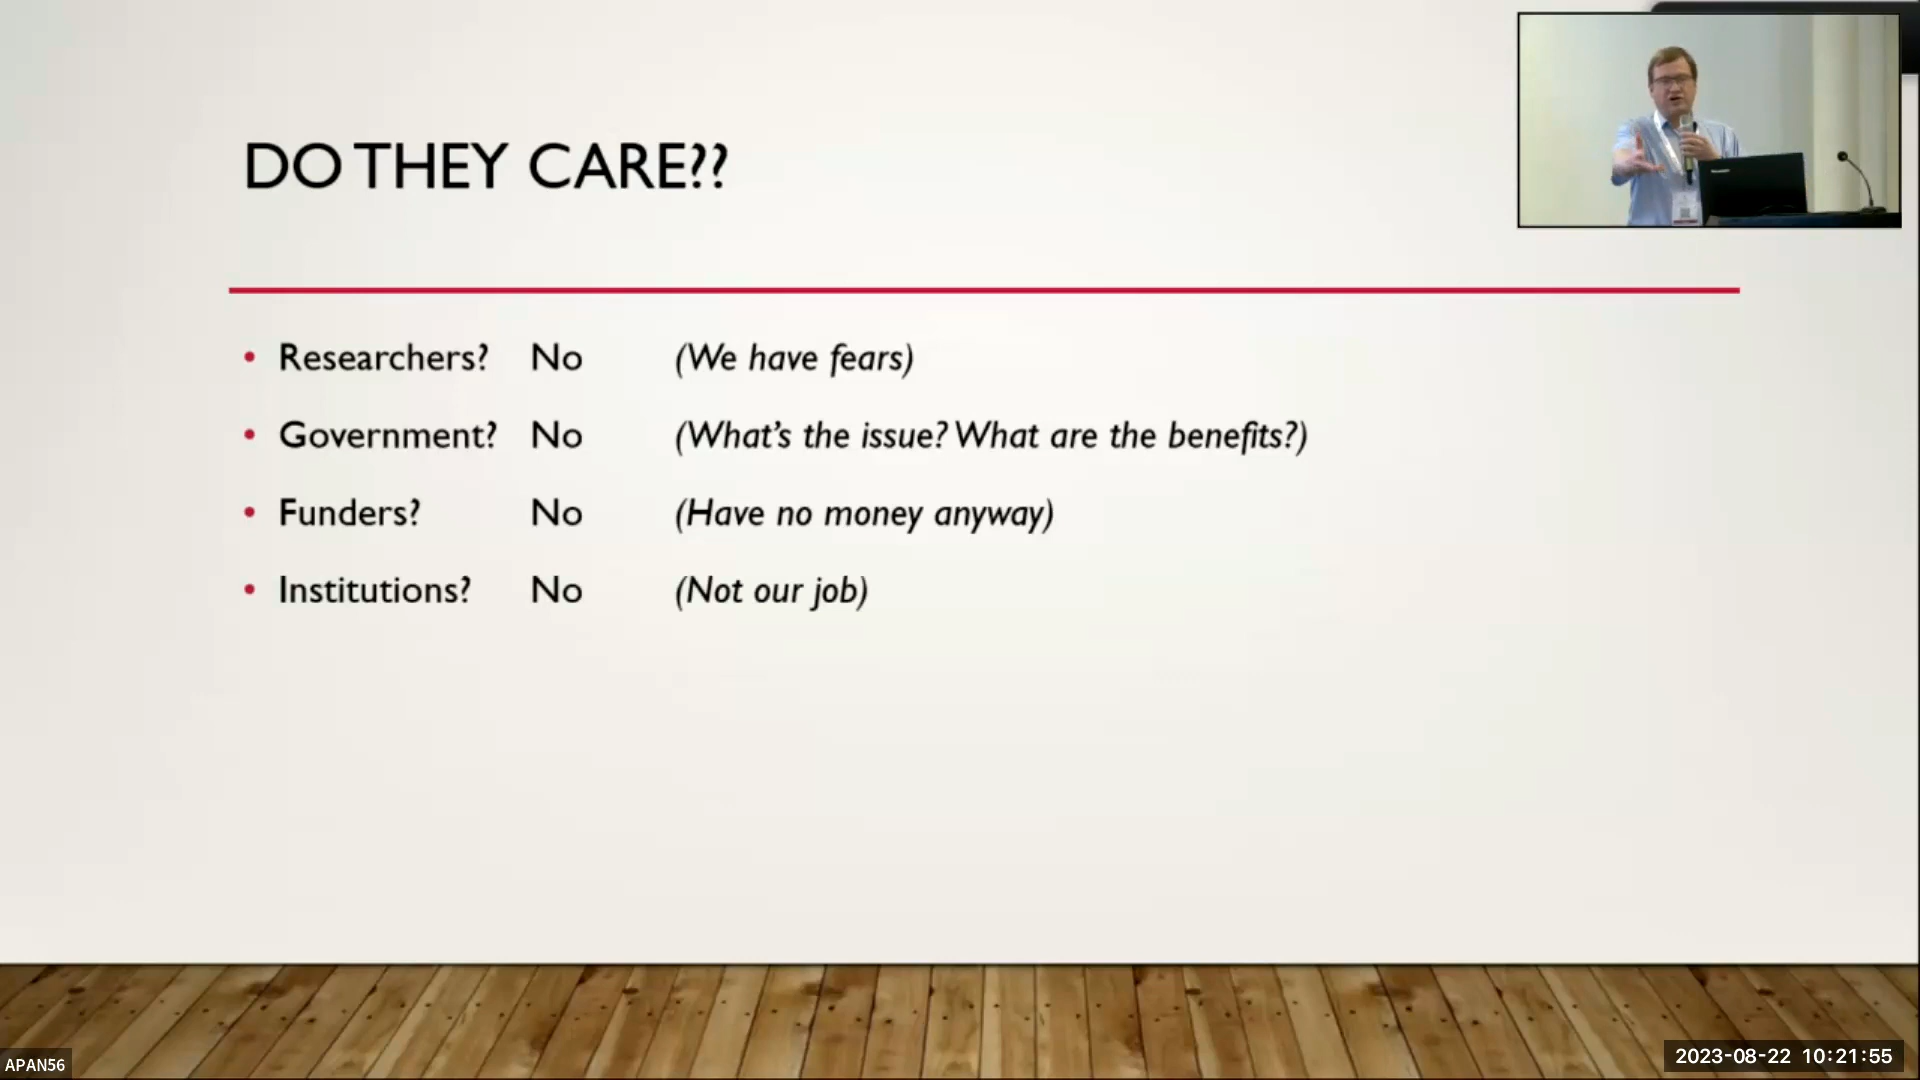 DO THEY CARE??
• Researchers? No (We have fears)
• Government? No (What's the issue? What are the benefits?)
• Funders? No (Have no money anyway)
• Institutions? No (Not our job)
APAN56
2023-08-22 10:21:55